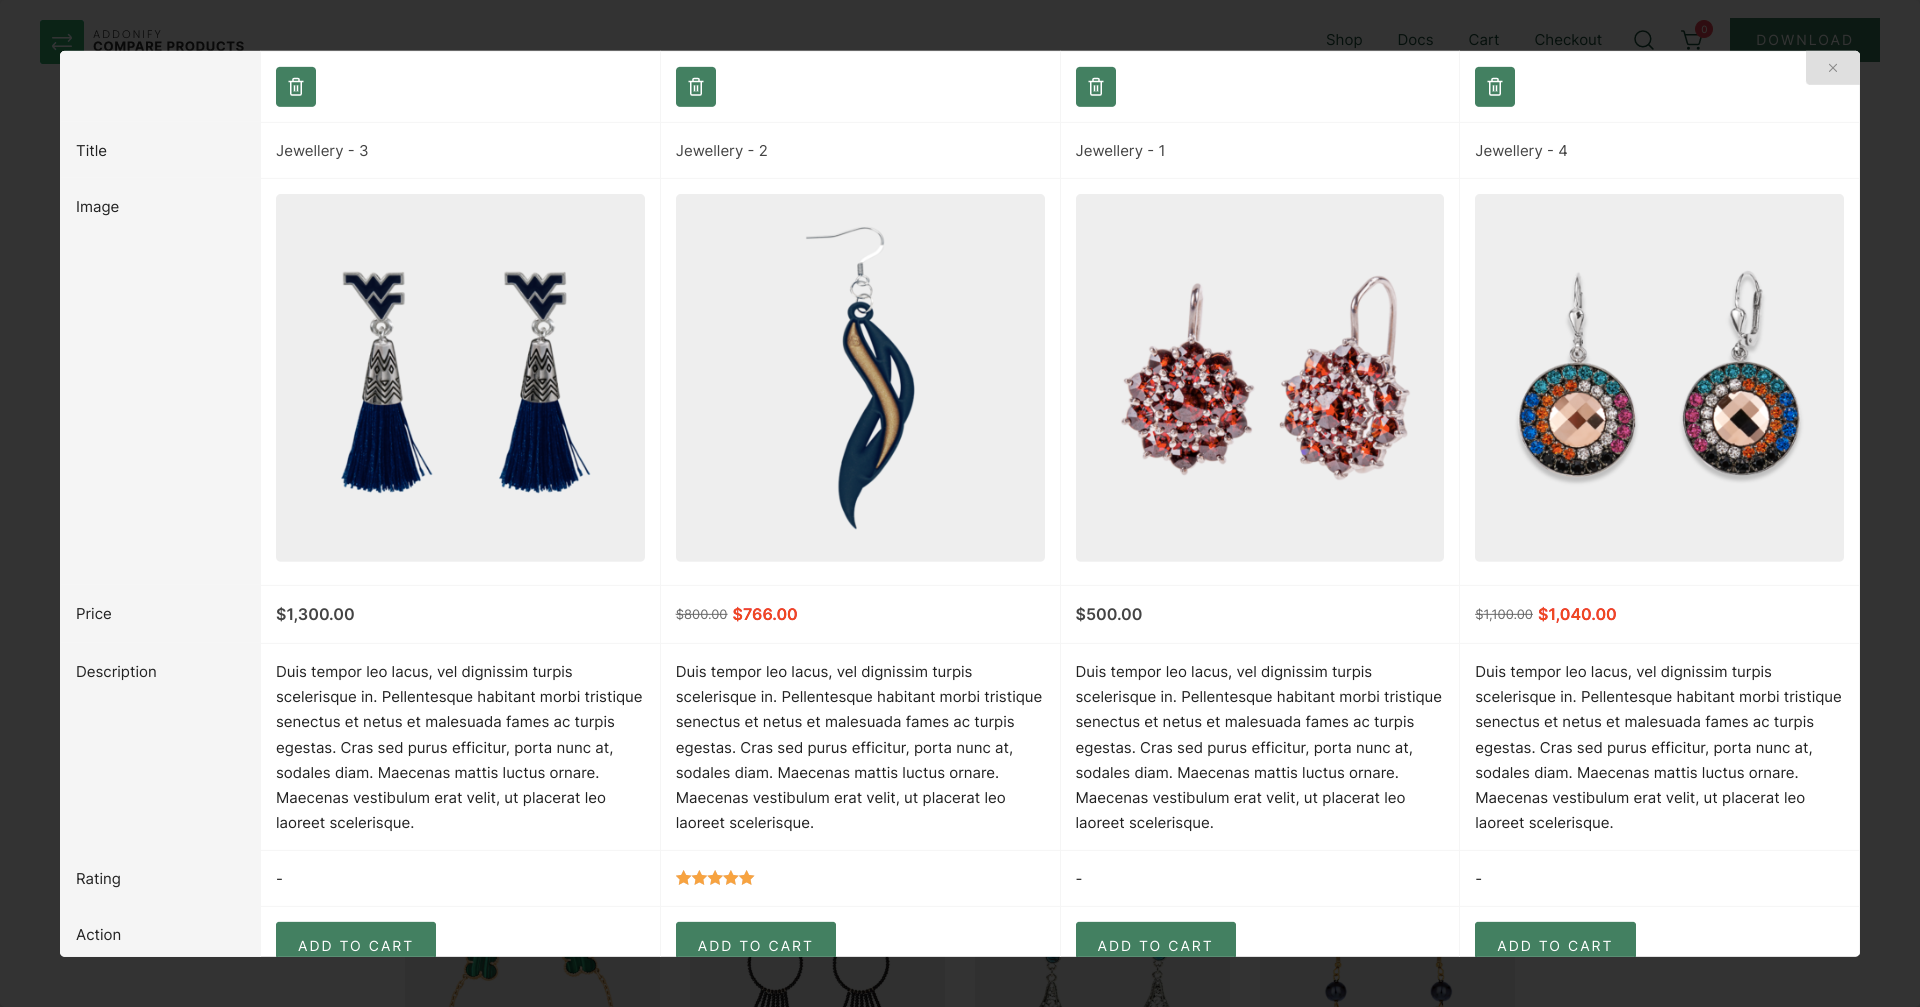 ADDONIFY
COMPARE PRODUCTS
Shop
Docs
Cart
Checkout
0
DOWNLOAD
Title
Jewellery - 3
Jewellery - 2
Jewellery - 1
Jewellery - 4
Image
Price
$1,300.00
$800.00 $766.00
$500.00
$1,100.00 $1,040.00
Description
Duis tempor leo lacus, vel dignissim turpis
scelerisque in. Pellentesque habitant morbi tristique
senectus et netus et malesuada fames ac turpis
egestas. Cras sed purus efficitur, porta nunc at,
sodales diam. Maecenas mattis luctus ornare.
Maecenas vestibulum erat velit, ut placerat leo
laoreet scelerisque.
Duis tempor leo lacus, vel dignissim turpis
scelerisque in. Pellentesque habitant morbi tristique
senectus et netus et malesuada fames ac turpis
egestas. Cras sed purus efficitur, porta nunc at,
sodales diam. Maecenas mattis luctus ornare.
Maecenas vestibulum erat velit, ut placerat leo
laoreet scelerisque.
Duis tempor leo lacus, vel dignissim turpis
scelerisque in. Pellentesque habitant morbi tristique
senectus et netus et malesuada fames ac turpis
egestas. Cras sed purus efficitur, porta nunc at,
sodales diam. Maecenas mattis luctus ornare.
Maecenas vestibulum erat velit, ut placerat leo
laoreet scelerisque.
Duis tempor leo lacus, vel dignissim turpis
scelerisque in. Pellentesque habitant morbi tristique
senectus et netus et malesuada fames ac turpis
egestas. Cras sed purus efficitur, porta nunc at,
sodales diam. Maecenas mattis luctus ornare.
Maecenas vestibulum erat velit, ut placerat leo
laoreet scelerisque.
Rating
-
-
-
Action
ADD TO CART
ADD TO CART
ADD TO CART
ADD TO CART